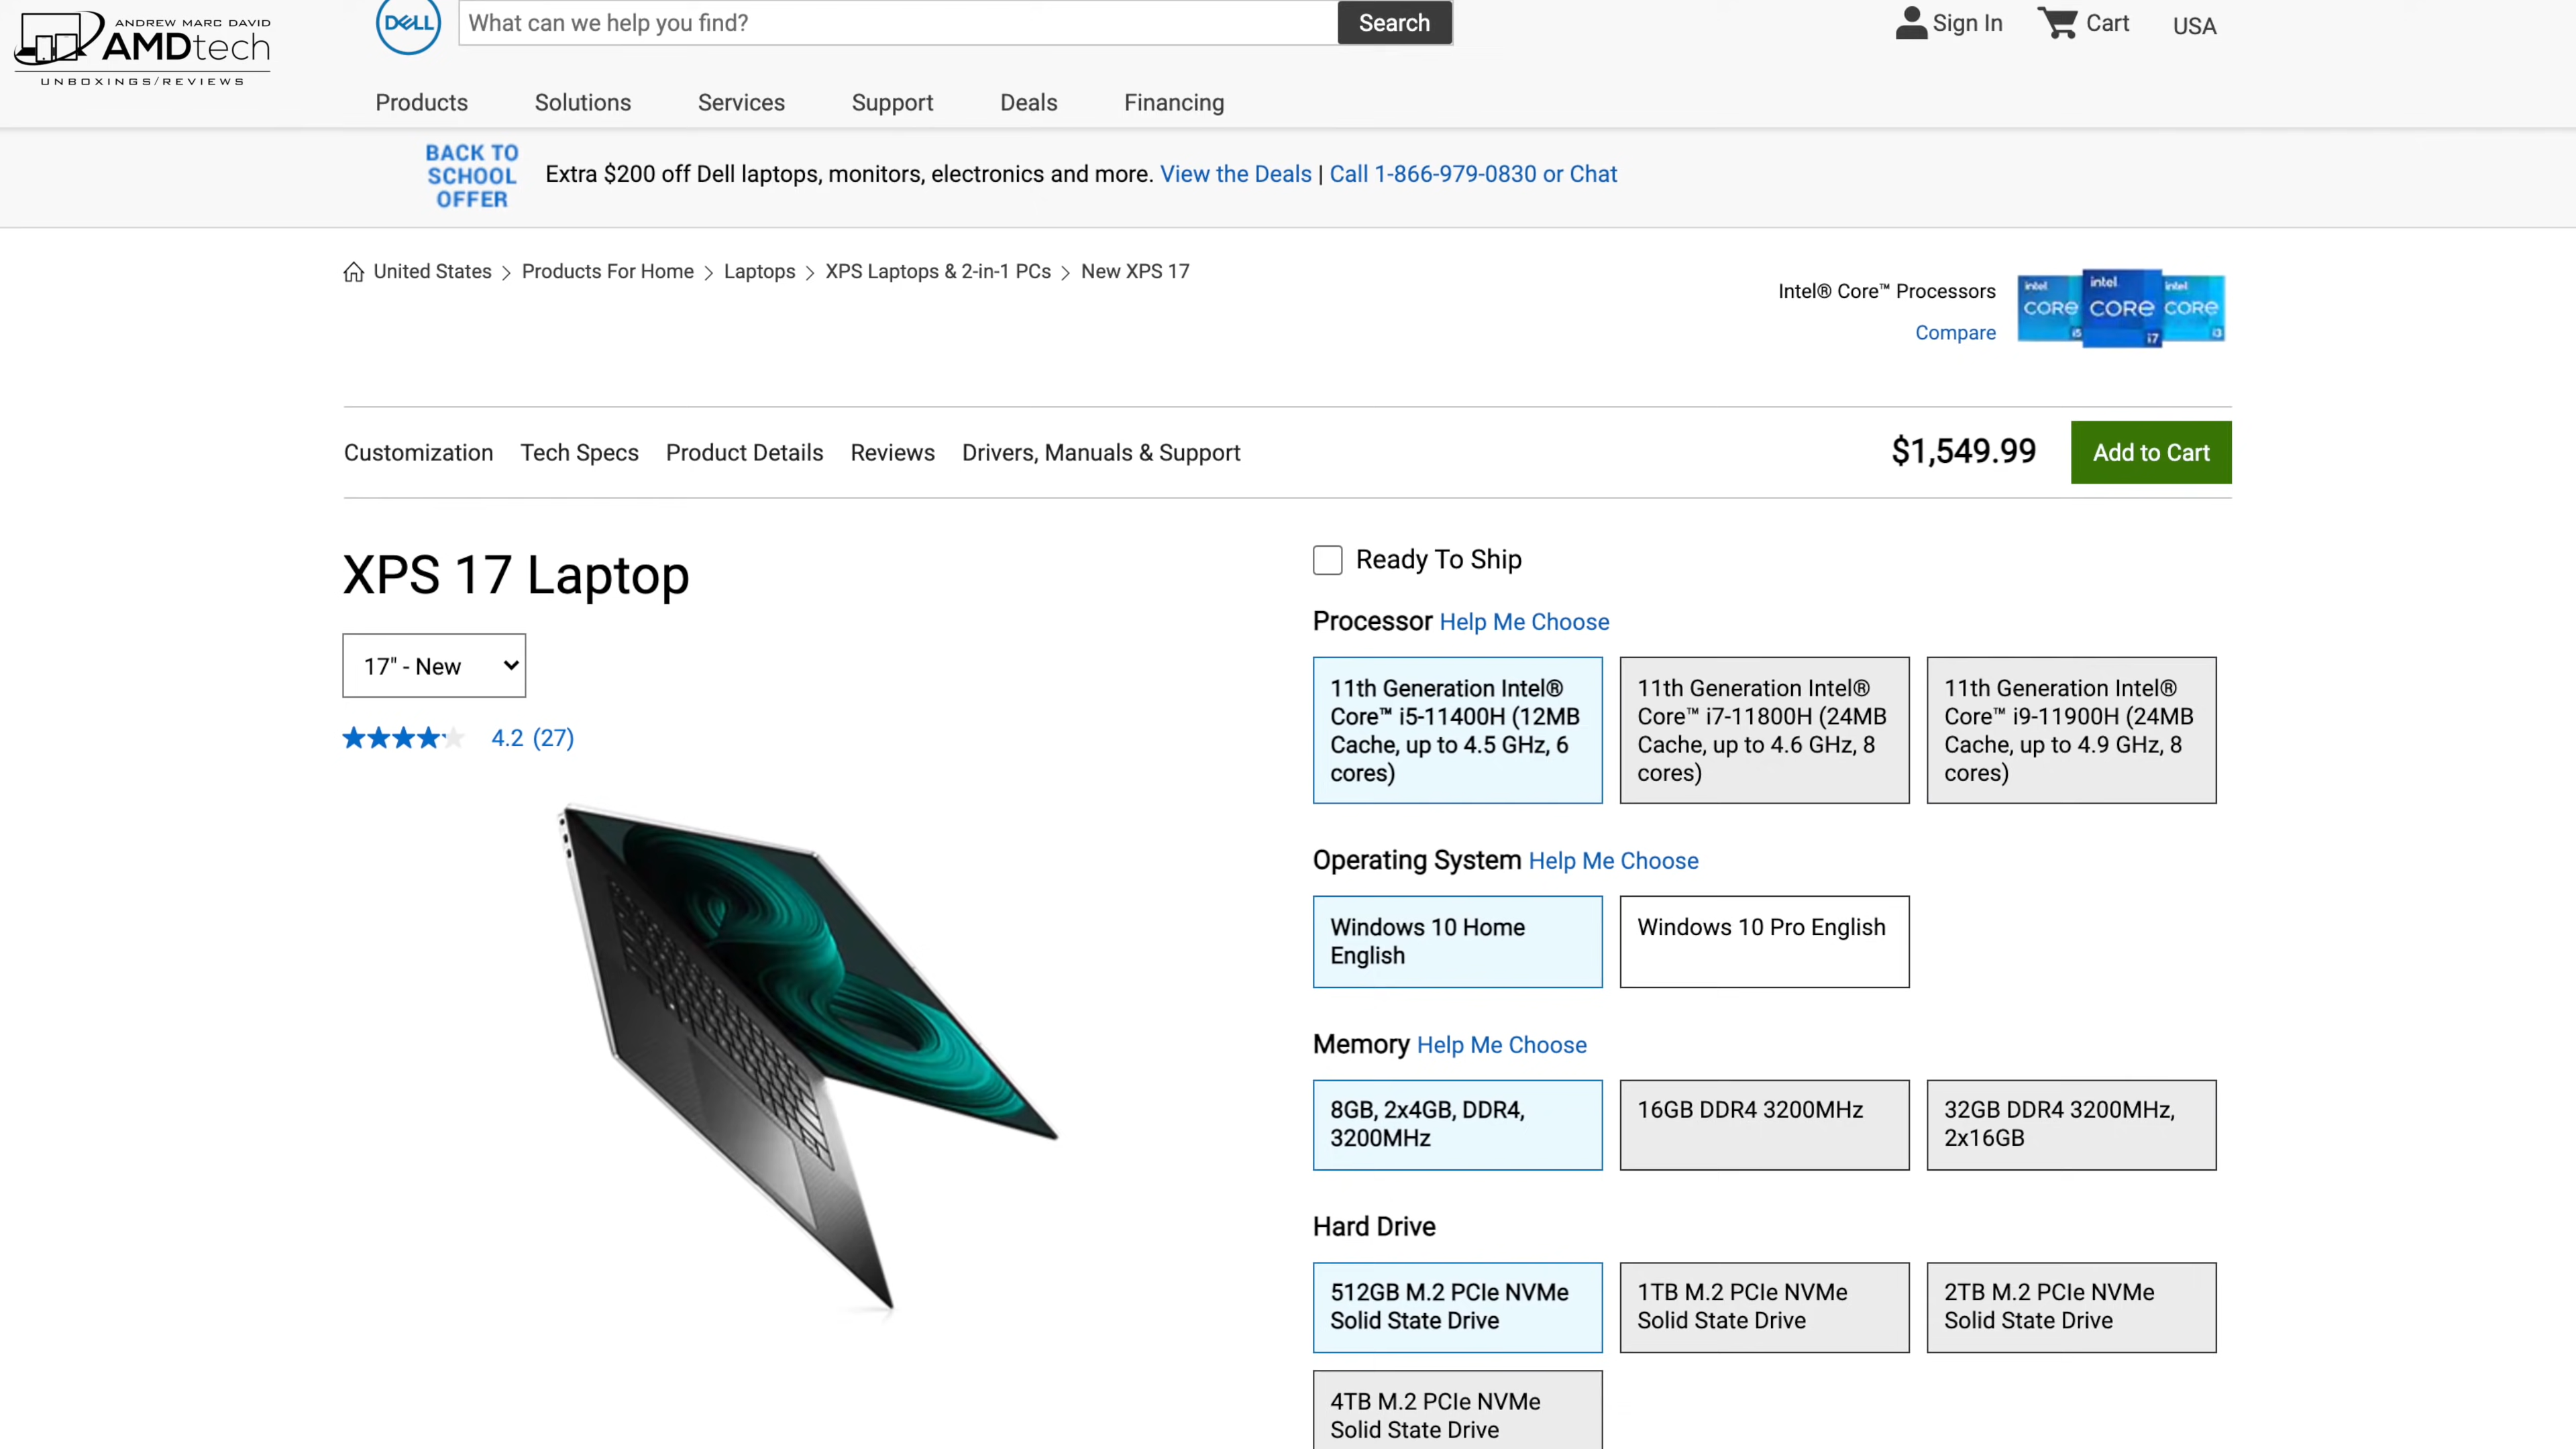 ANDREW MARC DAVID
AMDtech
UNBOXINGS/REVIEWS
DELL
What can we help you find?
Search
Sign In
Cart
USA
Products
Solutions
Services
Support
Deals
Financing
BACK TO
SCHOOL
OFFER
Extra $200 off Dell laptops, monitors, electronics and more. View the Deals | Call 1-866-979-0830 or Chat
United States > Products For Home > Laptops > XPS Laptops & 2-in-1 PCs > New XPS 17
Intel® Core™ Processors
Compare
intel CORE i5
intel CORE i7
intel CORE i3
Customization
Tech Specs
Product Details
Reviews
Drivers, Manuals & Support
$1,549.99
Add to Cart
XPS 17 Laptop
17" - New
4.2 (27)
Ready To Ship
Processor Help Me Choose
11th Generation Intel®
Core™ i5-11400H (12MB
Cache, up to 4.5 GHz, 6
cores)
11th Generation Intel®
Core™ i7-11800H (24MB
Cache, up to 4.6 GHz, 8
cores)
11th Generation Intel®
Core™ i9-11900H (24MB
Cache, up to 4.9 GHz, 8
cores)
Operating System Help Me Choose
Windows 10 Home
English
Windows 10 Pro English
Memory Help Me Choose
8GB, 2x4GB, DDR4,
3200MHz
16GB DDR4 3200MHz
32GB DDR4 3200MHz,
2x16GB
Hard Drive
512GB M.2 PCIe NVMe
Solid State Drive
1TB M.2 PCIe NVMe
Solid State Drive
2TB M.2 PCIe NVMe
Solid State Drive
4TB M.2 PCIe NVMe
Solid State Drive